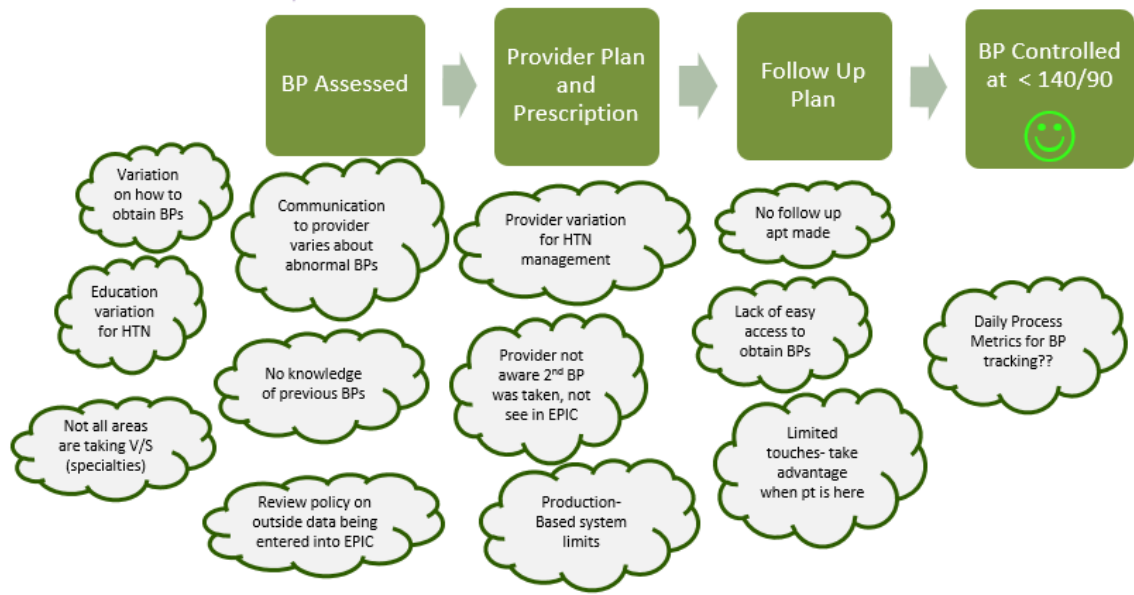 BP Assessed
Provider Plan
and
Prescription
Follow Up
Plan
BP Controlled
at < 140/90
Variation
on how to
obtain BPs
Education
variation
for HTN
Not all areas
are taking V/S
(specialties)
Communication
to provider
varies about
abnormal BPs
No knowledge
of previous BPs
Review policy on
outside data being
entered into EPIC
Provider variation
for HTN
management
Provider not
aware 2nd BP
was taken, not
see in EPIC
Production-
Based system
limits
No follow up
apt made
Lack of easy
access to
obtain BPs
Limited
touches- take
advantage
when pt is
here
Daily Process
Metrics for BP
tracking??